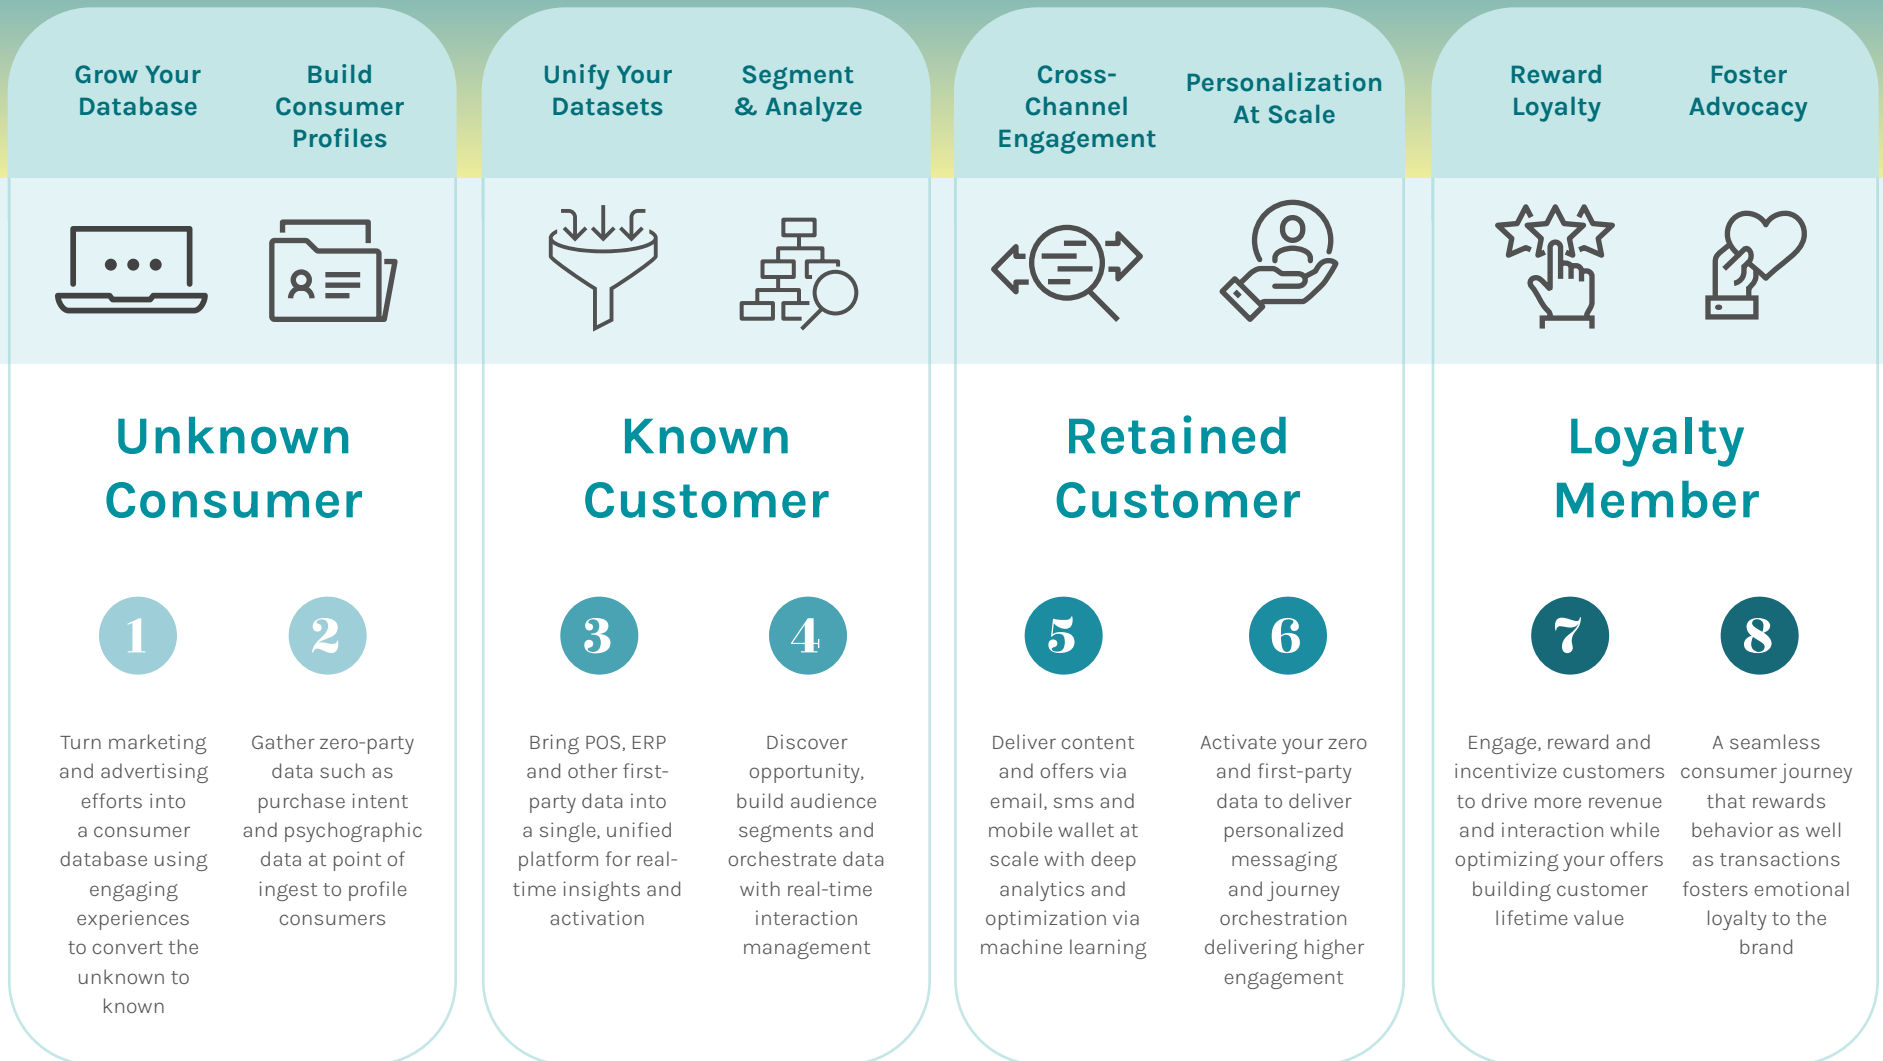 Grow Your
Database
Build
Consumer
Profiles
Unify Your
Datasets
Segment
& Analyze
Cross-
Channel
Engagement
Personalization
At Scale
Reward
Loyalty
Foster
Advocacy
Unknown
Consumer
Known
Customer
Retained
Customer
Loyalty
Member
1
Turn marketing
and advertising
efforts into
a consumer
database using
engaging
experiences
to convert the
unknown to
known
2
Gather zero-party
data such as
purchase intent
and psychographic
data at point of
ingest to profile
consumers
3
Bring POS, ERP
and other first-
party data into
a single, unified
platform for real-
time insights and
activation
4
Discover
opportunity,
build audience
segments and
orchestrate data
with real-time
interaction
management
5
Deliver content
and offers via
email, sms and
mobile wallet at
scale with deep
analytics and
optimization via
machine learning
6
Activate your zero
and first-party
data to deliver
personalized
messaging
and journey
orchestration
delivering higher
engagement
7
Engage, reward and
incentivize customers
to drive more revenue
and interaction while
optimizing your offers
building customer
lifetime value
8
A seamless
consumer journey
that rewards
behavior as well
as transactions
fosters emotional
loyalty to the
brand